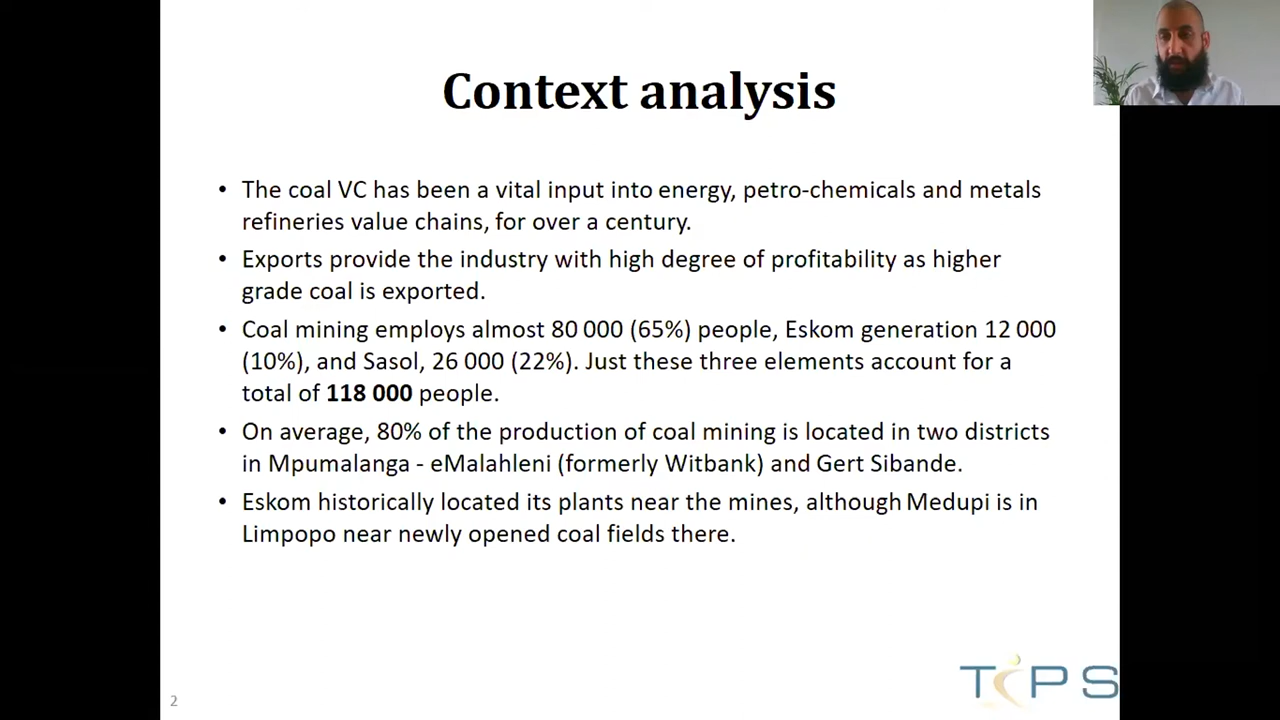 Context analysis
• The coal VC has been a vital input into energy, petro-chemicals and metals
refineries value chains, for over a century.
• Exports provide the industry with high degree of profitability as higher
grade coal is exported.
• Coal mining employs almost 80 000 (65%) people, Eskom generation 12 000
(10%), and Sasol, 26 000 (22%). Just these three elements account for a
total of 118 000 people.
• On average, 80% of the production of coal mining is located in two districts
in Mpumalanga - eMalahleni (formerly Witbank) and Gert Sibande.
• Eskom historically located its plants near the mines, although Medupi is in
Limpopo near newly opened coal fields there.
2
TIPS